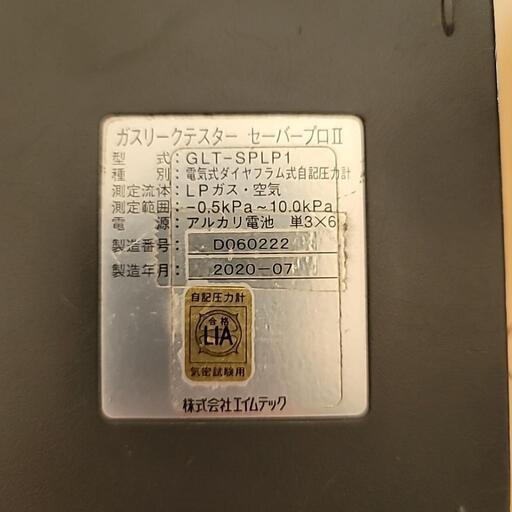 ガスリークテスター セーバープロⅡ
型　　式：GLT-SPLP1
種　　別：電気式ダイヤフラム式自記圧力計
測定流体：LPガス・空気
測定範囲：-0.5kPa～10.0kPa
電　　源：アルカリ電池　単3×6
製造番号：D060222
製造年月：2020-07
自記圧力計
合格
LIA
気密試験用
株式会社エイムテック